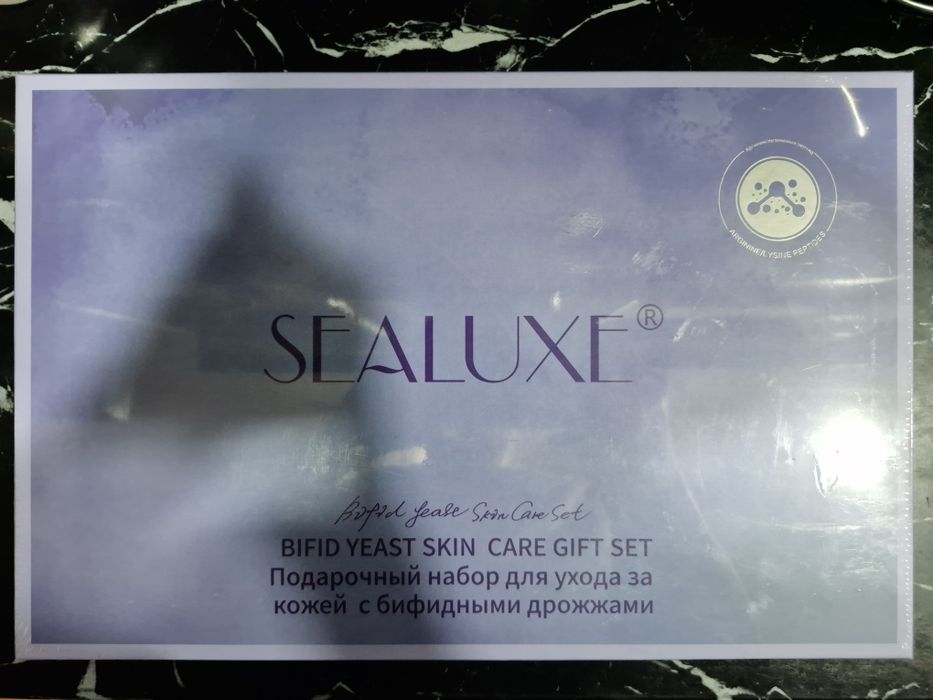 ARGININE/LYSINE PEPTIDES
SEALUXE®
Bifid Yeast Skin Care Set
BIFID YEAST SKIN CARE GIFT SET
Подарочный набор для ухода за
кожей с бифидными дрожжами